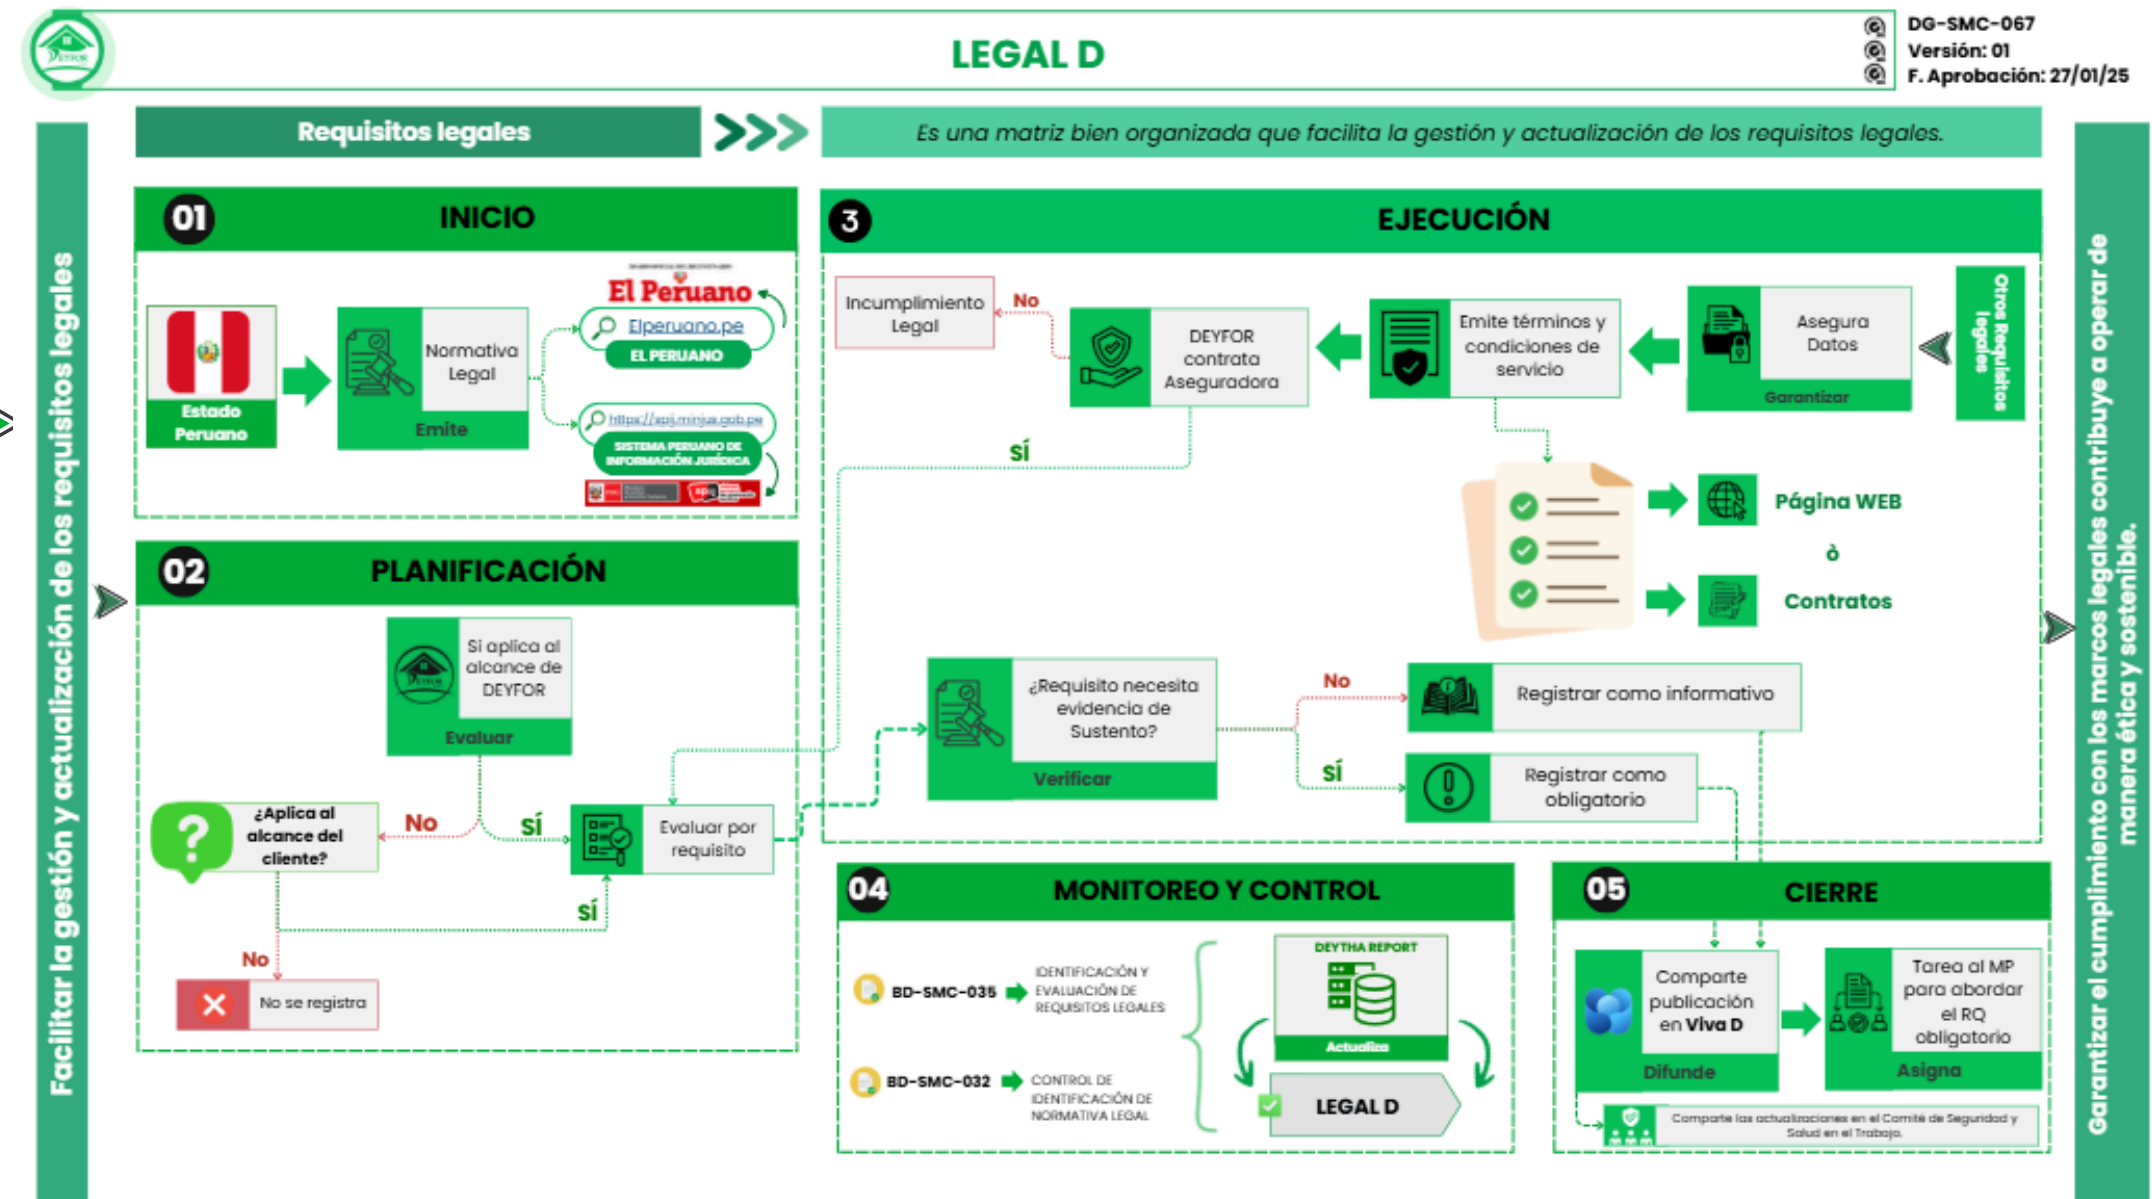 LEGAL D
DG-SMC-067
Versión: 01
F. Aprobación: 27/01/25
Facilitar la gestión y actualización de los requisitos legales
Requisitos legales
Es una matriz bien organizada que facilita la gestión y actualización de los requisitos legales.
01
INICIO
Estado
Peruano
Normativa
Legal
Emite
El Peruano
Elperuano.pe
EL PERUANO
https://spij.minjus.gob.pe
SISTEMA PERUANO DE
INFORMACIÓN JURÍDICA
02
PLANIFICACIÓN
Si aplica al
alcance de
DEYFOR
Evaluar
No
SÍ
¿Aplica al
alcance del
cliente?
Evaluar por
requisito
SÍ
No
No se registra
3
EJECUCIÓN
Otros Requisitos
legales
Asegura
Datos
Garantizar
Emite términos y
condiciones de
servicio
DEYFOR
contrata
Aseguradora
No
Incumplimiento
Legal
SÍ
Página WEB
ò
Contratos
¿Requisito necesita
evidencia de
Sustento?
Verificar
No
Registrar como informativo
SÍ
Registrar como
obligatorio
04
MONITOREO Y CONTROL
BD-SMC-035
IDENTIFICACIÓN Y
EVALUACIÓN DE
REQUISITOS LEGALES
BD-SMC-032
CONTROL DE
IDENTIFICACIÓN DE
NORMATIVA LEGAL
DEYTHA REPORT
Actualiza
LEGAL D
05
CIERRE
Comparte
publicación
en Viva D
Difunde
Tarea al MP
para abordar
el RQ
obligatorio
Asigna
Comparte las actualizaciones en el Comité de Seguridad y
Salud en el Trabajo.
Garantizar el cumplimiento con los marcos legales contribuye a operar de
manera ética y sostenible.